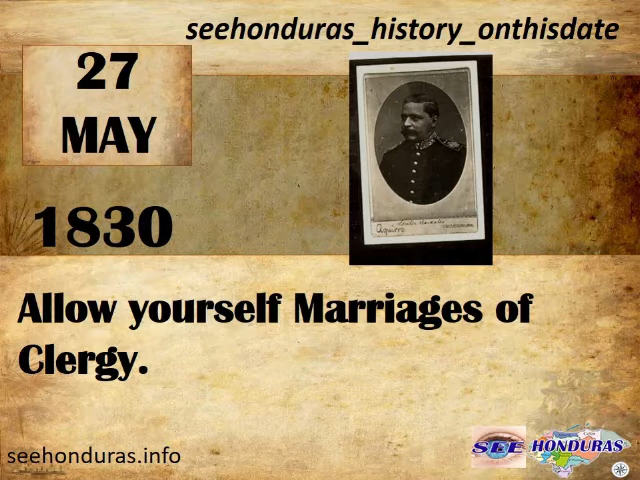 seehonduras_history_onthisdate
27
MAY
1830
Allow yourself Marriages of
Clergy.
Aguirre
seehonduras.info
SEE HONDURAS